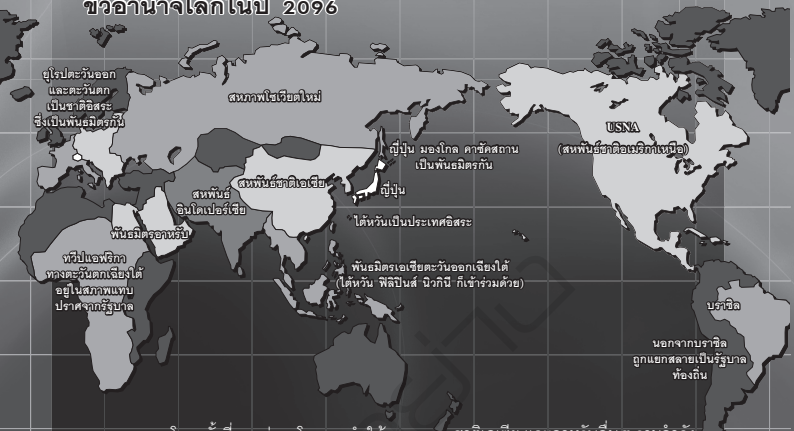 ขั้วอำนาจโลกในปี 2096
ยุโรปตะวันออก
และตะวันตก
เป็นชาติอิสระ
ซึ่งเป็นพันธมิตรกัน
สหภาพโซเวียตใหม่
USNA
(สหพันธ์ชาติอเมริกาเหนือ)
ญี่ปุ่น มองโกล คาซัคสถาน
เป็นพันธมิตรกัน
สหพันธ์ชาติเอเชีย
ญี่ปุ่น
สหพันธ์
อินโดเปอร์เซีย
ไต้หวันเป็นประเทศอิสระ
พันธมิตรอาหรับ
ทวีปแอฟริกา
ทางตะวันตกเฉียงใต้
อยู่ในสภาพแทบ
ปราศจากรัฐบาล
พันธมิตรเอเชียตะวันออกเฉียงใต้
(ไต้หวัน ฟิลิปปินส์ นิวกินี ก็เข้าร่วมด้วย)
บราซิล
นอกจากบราซิล
ถูกแยกสลายเป็นรัฐบาล
ท้องถิ่น